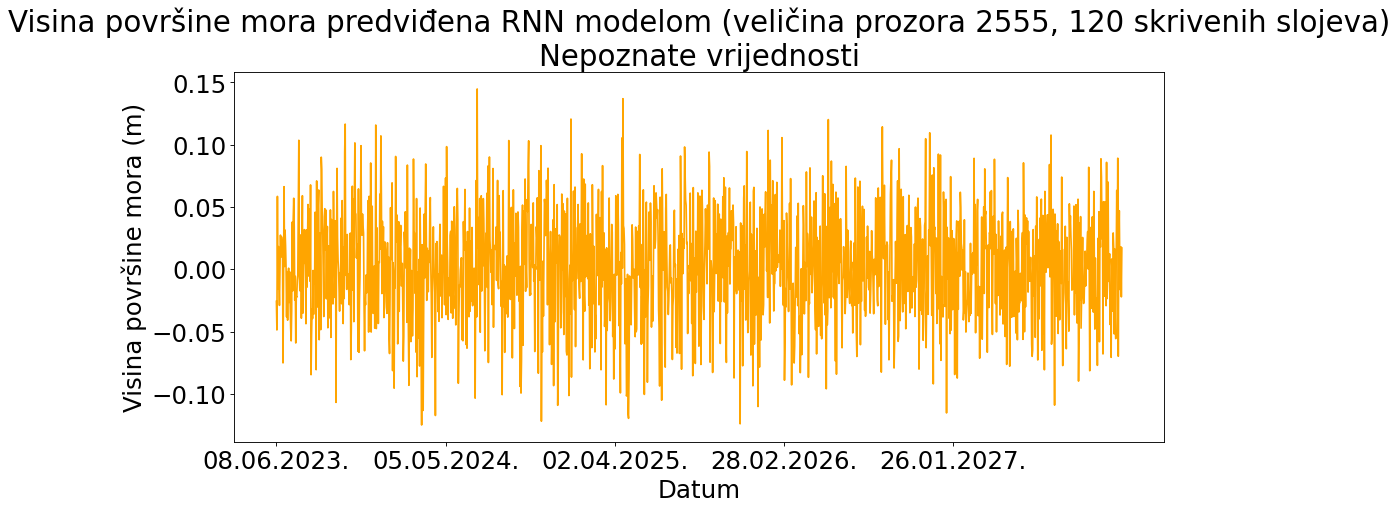 Visina površine mora predviđena RNN modelom (veličina prozora 2555, 120 skrivenih slojeva)
Nepoznate vrijednosti
Visina površine mora (m)
0.15
0.10
0.05
0.00
−0.05
−0.10
08.06.2023. 05.05.2024. 02.04.2025. 28.02.2026. 26.01.2027.
Datum